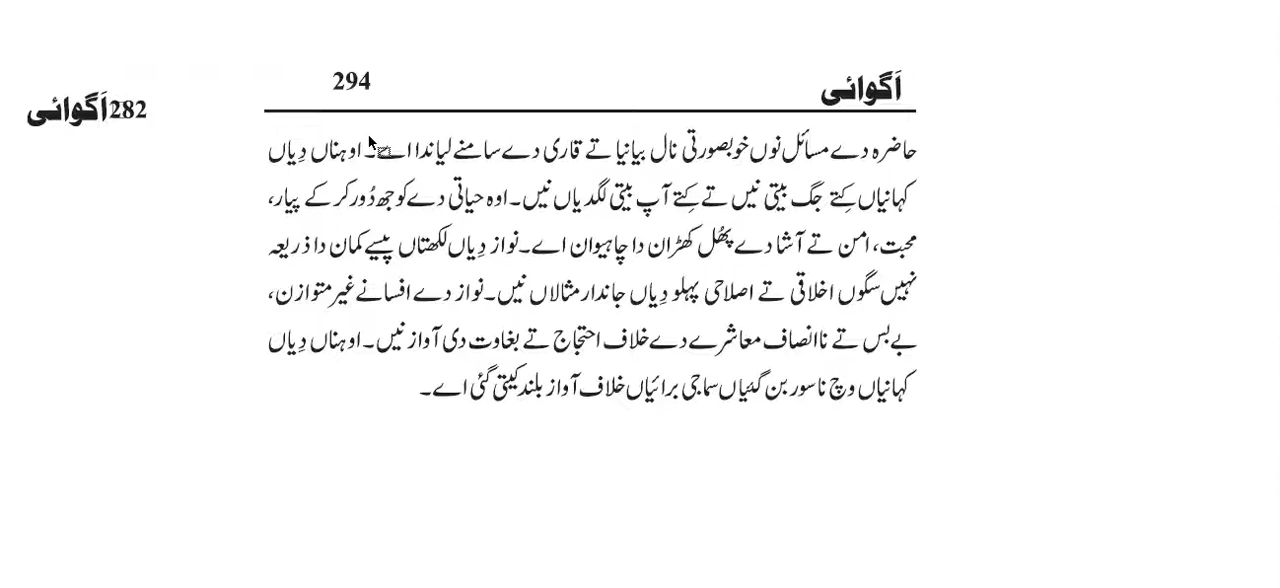 اَگوائی
294
282اَگوائی
حاضرہ دے مسائل نوں خوبصورتی نال بیانیا تے قاری دے سامنے لیاندا اے۔ اوہناں دِیاں
کہانیاں کِتے جگ بیتی نیں تے کِتے آپ بیتی لگدیاں نیں۔ اوہ حیاتی دے کوجھ دُور کر کے پیار،
محبت، امن تے آشا دے پھُل کھڑان دا چاہیوان اے۔ نواز دِیاں لکھتاں پیسے کمان دا ذریعہ
نہیں سگوں اخلاقی تے اصلاحی پہلو دِیاں جاندار مثالاں نیں۔ نواز دے افسانے غیر متوازن،
بے بس تے ناانصاف معاشرے دے خلاف احتجاج تے بغاوت دی آواز نیں۔ اوہناں دِیاں
کہانیاں وچ ناسور بن گئیاں سماجی برائیاں خلاف آواز بلند کیتی گئی اے۔